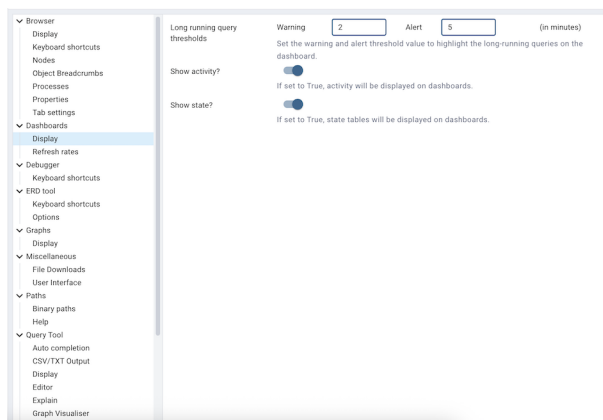 Browser
Display
Keyboard shortcuts
Nodes
Object Breadcrumbs
Processes
Properties
Tab settings
Dashboards
Display
Refresh rates
Debugger
Keyboard shortcuts
ERD tool
Keyboard shortcuts
Options
Graphs
Display
Miscellaneous
File Downloads
User Interface
Paths
Binary paths
Help
Query Tool
Auto completion
CSV/TXT Output
Display
Editor
Explain
Graph Visualiser
Long running query
thresholds
Warning 2 Alert 5 (in minutes)
Set the warning and alert threshold value to highlight the long-running queries on the
dashboard.
Show activity?
If set to True, activity will be displayed on dashboards.
Show state?
If set to True, state tables will be displayed on dashboards.